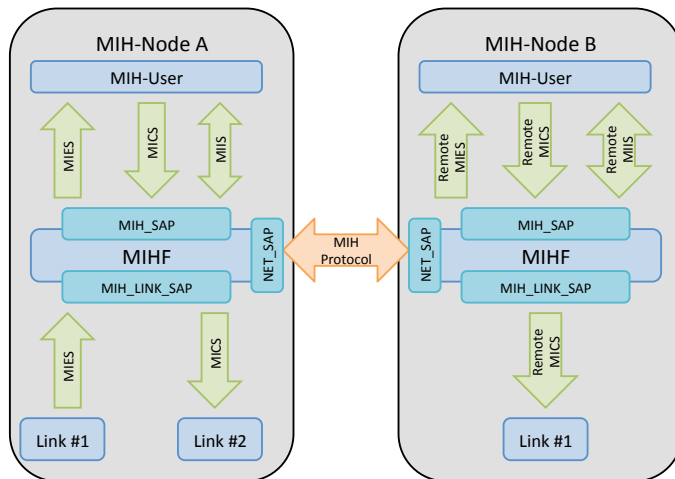 MIH-Node A
MIH-User
MIES
MICS
MIIS
MIH_SAP
MIHF
NET_SAP
MIH_LINK_SAP
MIES
MICS
Link #1
Link #2
MIH
Protocol
MIH-Node B
MIH-User
Remote
MIES
Remote
MICS
Remote
MIIS
MIH_SAP
NET_SAP
MIHF
MIH_LINK_SAP
Remote
MICS
Link #1